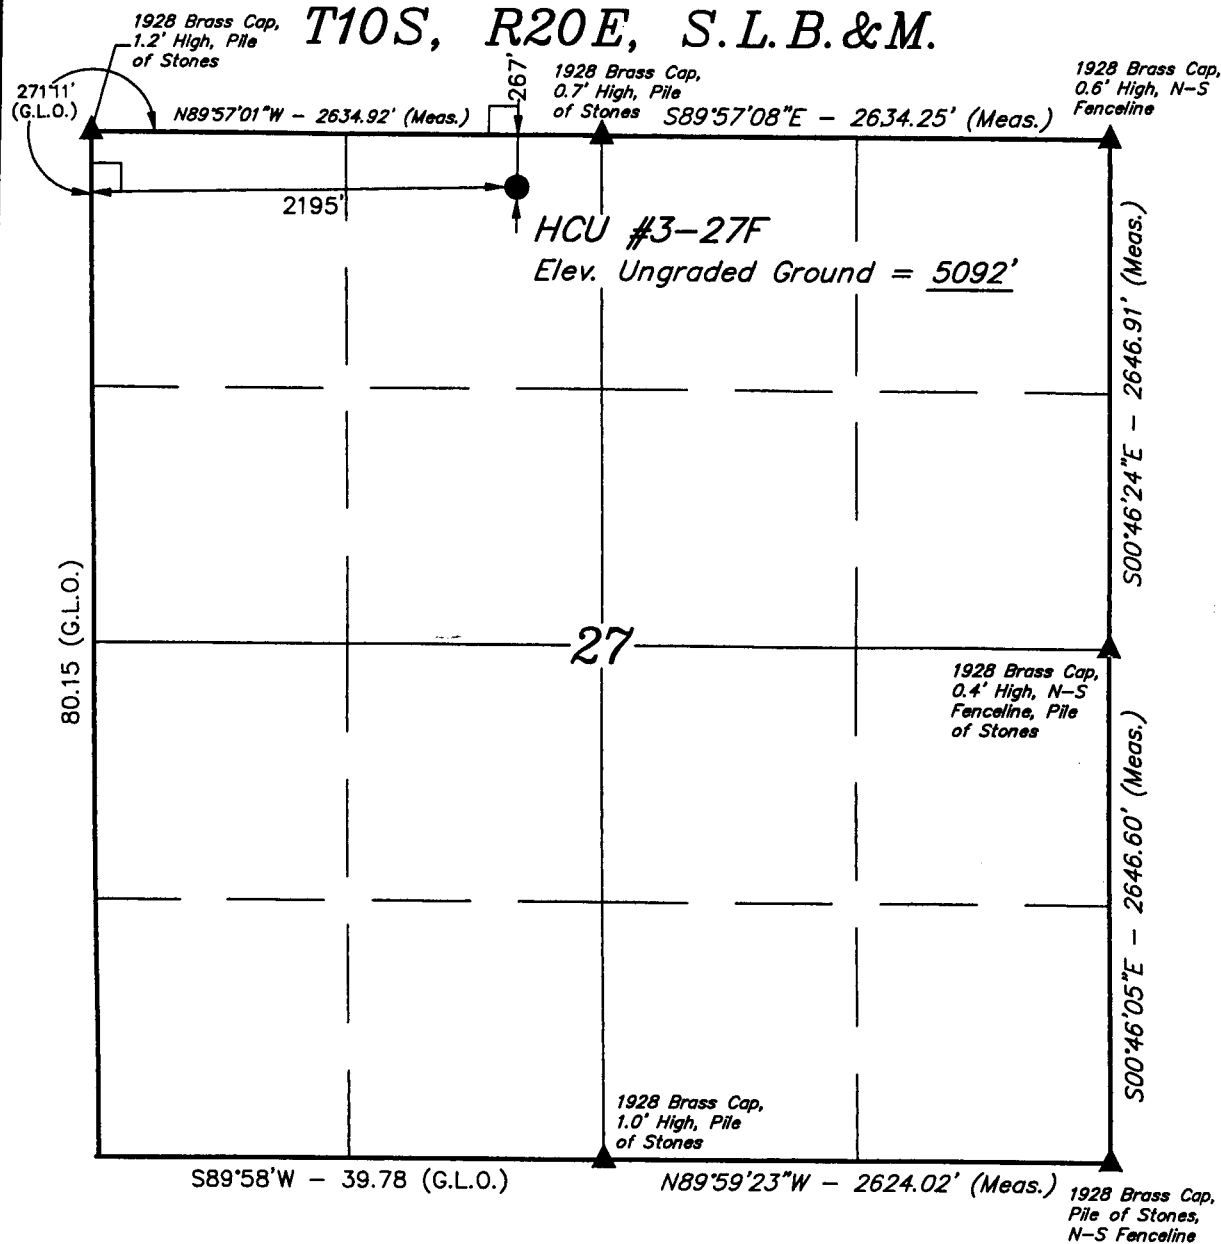 T10S, R20E, S.L.B.&M.
1928 Brass Cap,
1.2' High, Pile
of Stones
271°11'
(G.L.O.)
N89°57'01"W - 2634.92' (Meas.)
267'
1928 Brass Cap,
0.7' High, Pile
of Stones
S89°57'08"E - 2634.25' (Meas.)
1928 Brass Cap,
0.6' High, N-S
Fenceline
2195'
HCU #3-27F
Elev. Ungraded Ground = 5092'
S00°46'24"E - 2646.91' (Meas.)
80.15 (G.L.O.)
27
1928 Brass Cap,
0.4' High, N-S
Fenceline, Pile
of Stones
S00°46'05"E - 2646.60' (Meas.)
1928 Brass Cap,
1.0' High, Pile
of Stones
S89°58'W - 39.78 (G.L.O.)
N89°59'23"W - 2624.02' (Meas.)
1928 Brass Cap,
Pile of Stones,
N-S Fenceline